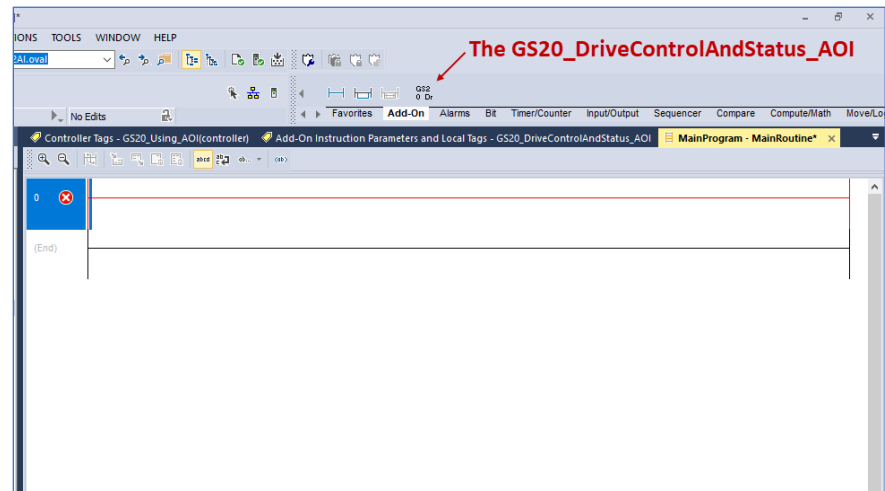 IONS TOOLS WINDOW HELP
2AI.oval
The GS20_DriveControlAndStatus_AOI
GS2
0 Dr
No Edits
Favorites Add-On Alarms Bit Timer/Counter Input/Output Sequencer Compare Compute/Math Move/Lo
Controller Tags - GS20_Using_AOI(controller) Add-On Instruction Parameters and Local Tags - GS20_DriveControlAndStatus_AOI MainProgram - MainRoutine*
abcd
0
(End)